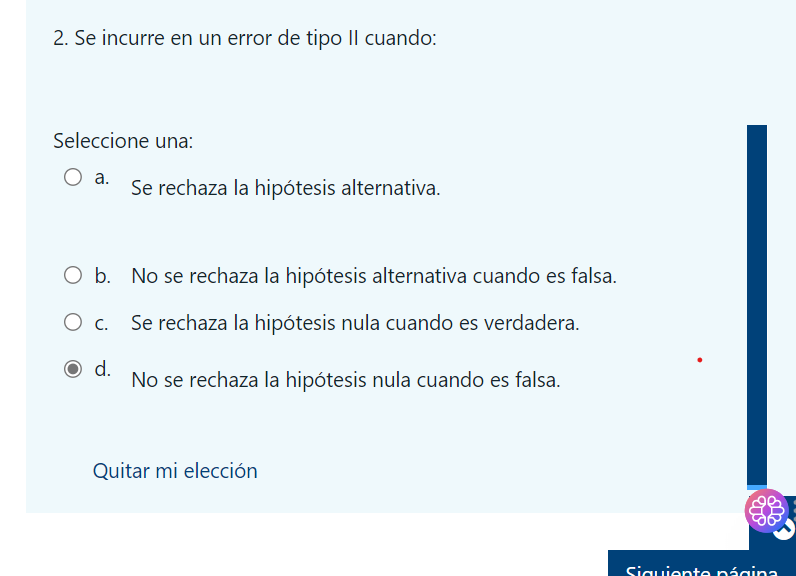 2. Se incurre en un error de tipo II cuando:
Seleccione una:
a.
Se rechaza la hipótesis alternativa.
b. No se rechaza la hipótesis alternativa cuando es falsa.
c. Se rechaza la hipótesis nula cuando es verdadera.
d.
No se rechaza la hipótesis nula cuando es falsa.
Quitar mi elección
Siguiente página